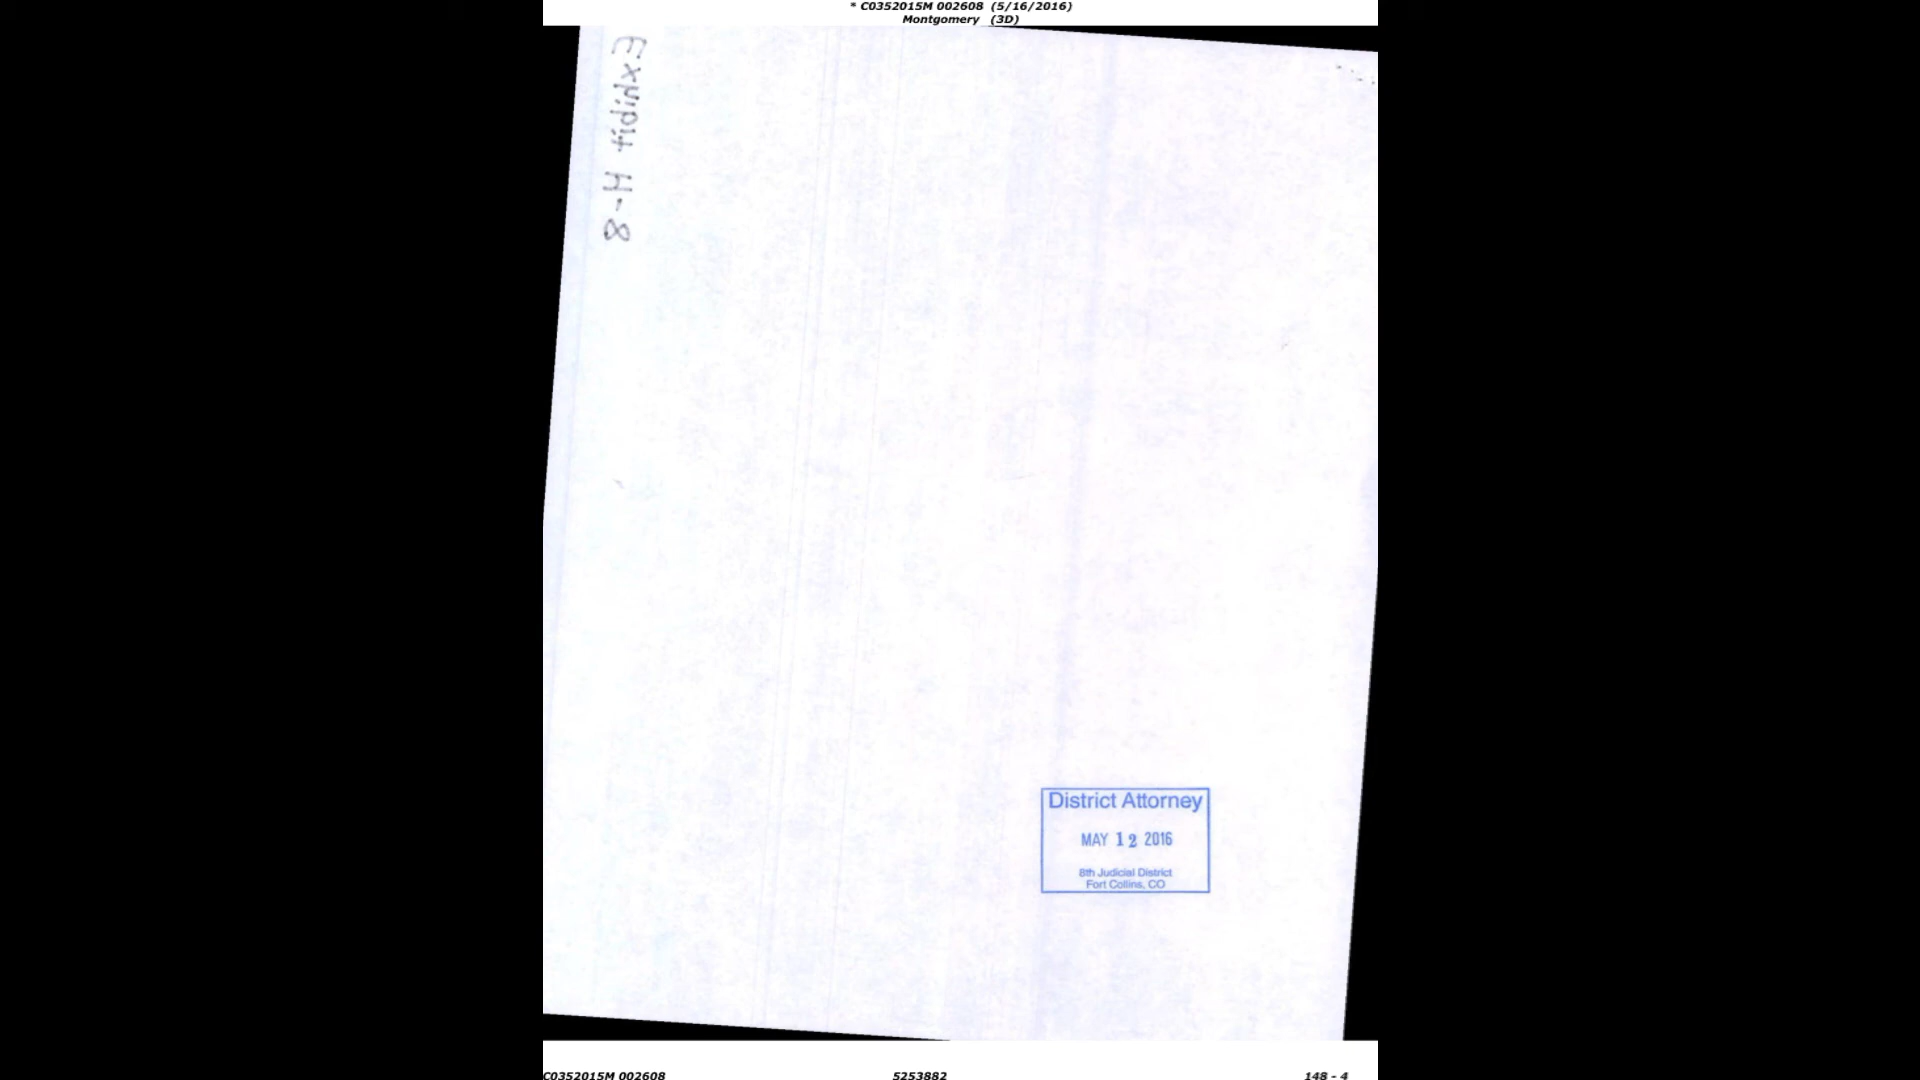 * C0352015M 002608 (5/16/2016)
Montgomery (3D)
Exhibit H-8
District Attorney
MAY 12 2016
8th Judicial District
Fort Collins, CO
C0352015M 002608
5253882
148 - 4